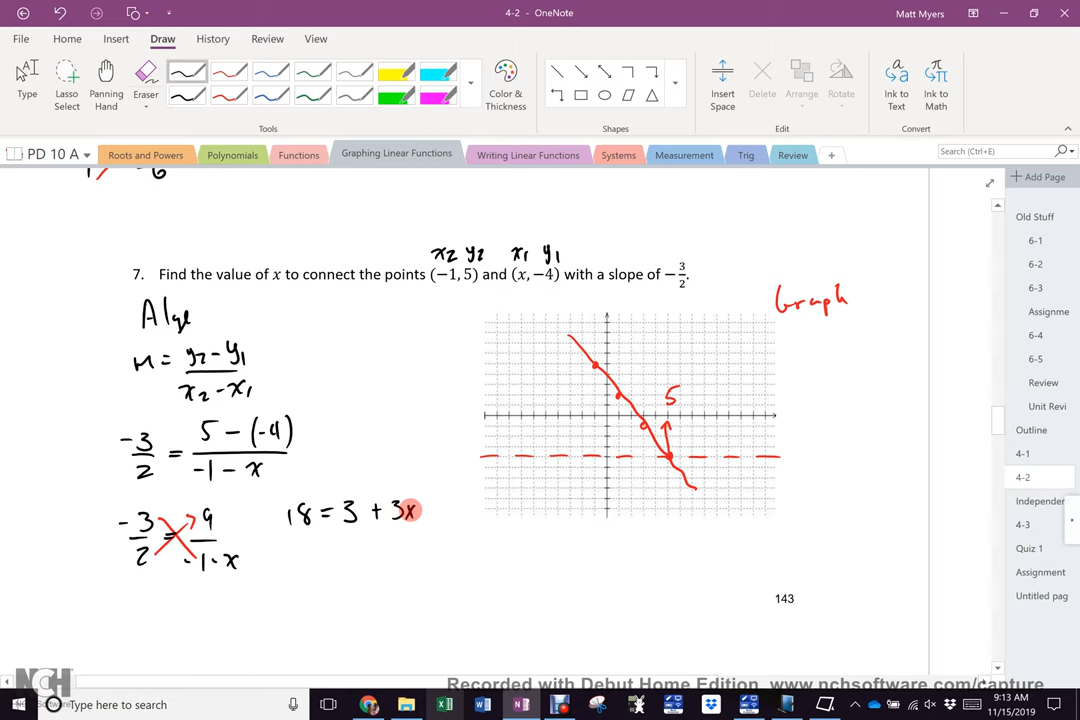 4-2 - OneNote
Matt Myers
File Home Insert Draw History Review View
Type Lasso Select Panning Hand Eraser Color & Thickness Insert Space Delete Arrange Rotate Ink to Text Ink to Math
Tools Shapes Edit Convert
PD 10 A Roots and Powers Polynomials Functions Graphing Linear Functions Writing Linear Functions Systems Measurement Trig Review Search (Ctrl+E)
Add Page
Old Stuff
6-1
6-2
6-3
Assignme
6-4
6-5
Review
Unit Revi
Outline
4-1
4-2
Independer
4-3
Quiz 1
Assignment
Untitled pag
x2 y2 x1 y1
7. Find the value of x to connect the points (−1, 5) and (x, −4) with a slope of −3/2.
Alge
Graph
M = y2 - y1 / x2 - x1
5
-3/2 = 5 - (-4) / -1 - x
-3/2 = 9 / -1 - x
18 = 3 + 3x
143
NCH
Software
Recorded with Debut Home Edition www.nchsoftware.com/capture
Type here to search
9:13 AM
11/15/2019